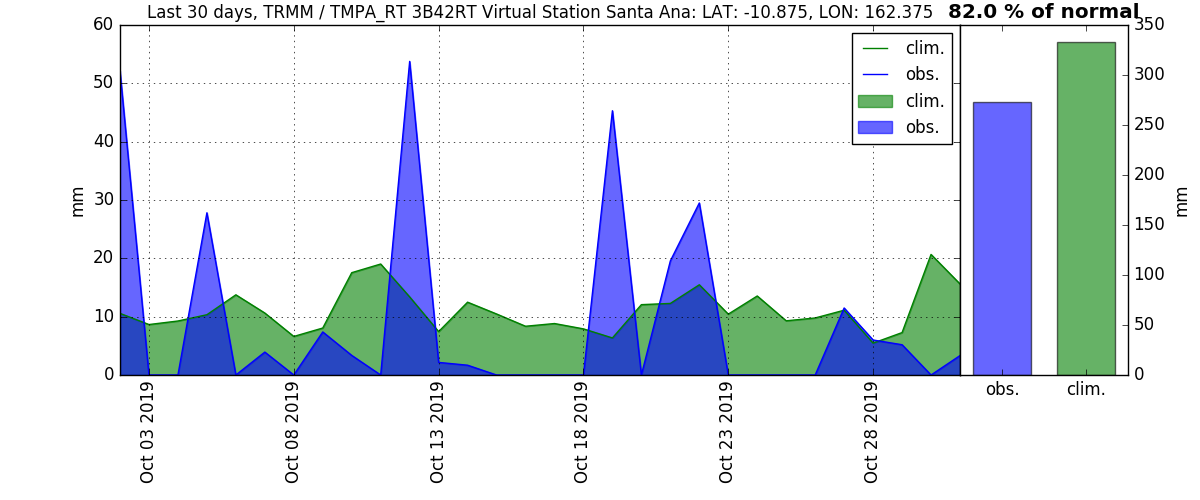 Last 30 days, TRMM / TMPA_RT 3B42RT Virtual Station Santa Ana: LAT: -10.875, LON: 162.375
82.0 % of normal
60
50
40
30
20
10
0
mm
clim.
obs.
clim.
obs.
350
300
250
200
150
100
50
0
mm
obs.
clim.
Oct 03 2019
Oct 08 2019
Oct 13 2019
Oct 18 2019
Oct 23 2019
Oct 28 2019